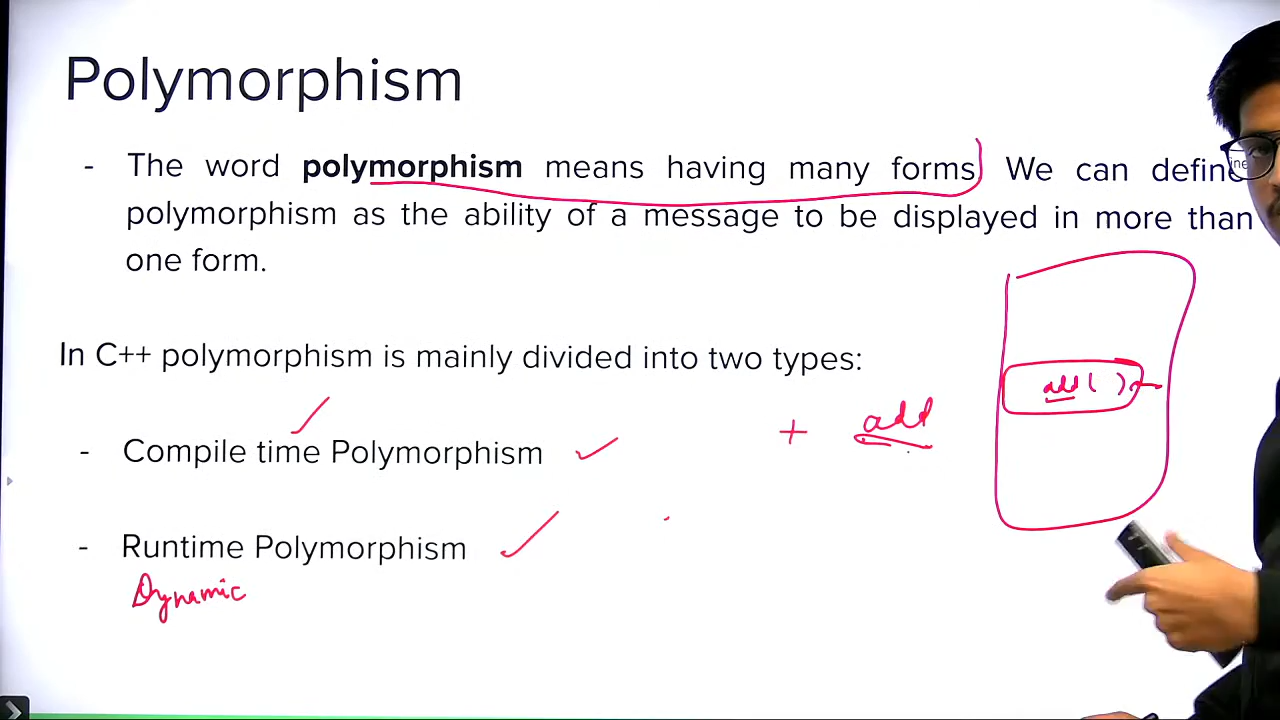 Polymorphism
- The word polymorphism means having many forms We can define
polymorphism as the ability of a message to be displayed in more than
one form.
In C++ polymorphism is mainly divided into two types:
add( )
+ add
- Compile time Polymorphism
- Runtime Polymorphism
Dynamic